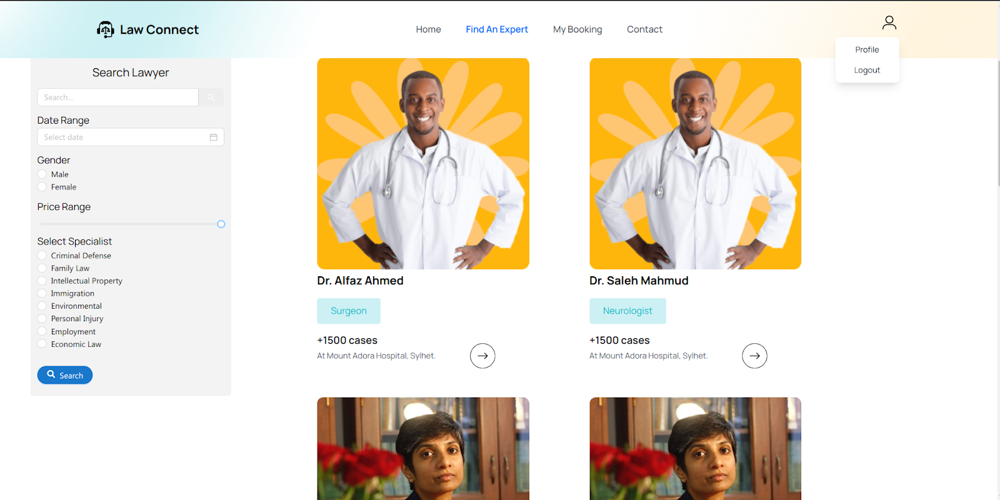 Law Connect
Home
Find An Expert
My Booking
Contact
Profile
Logout
Search Lawyer
Search...
Date Range
Select date
Gender
Male
Female
Price Range
Select Specialist
Criminal Defense
Family Law
Intellectual Property
Immigration
Environmental
Personal Injury
Employment
Economic Law
Search
Dr. Alfaz Ahmed
Surgeon
+1500 cases
At Mount Adora Hospital, Sylhet.
Dr. Saleh Mahmud
Neurologist
+1500 cases
At Mount Adora Hospital, Sylhet.